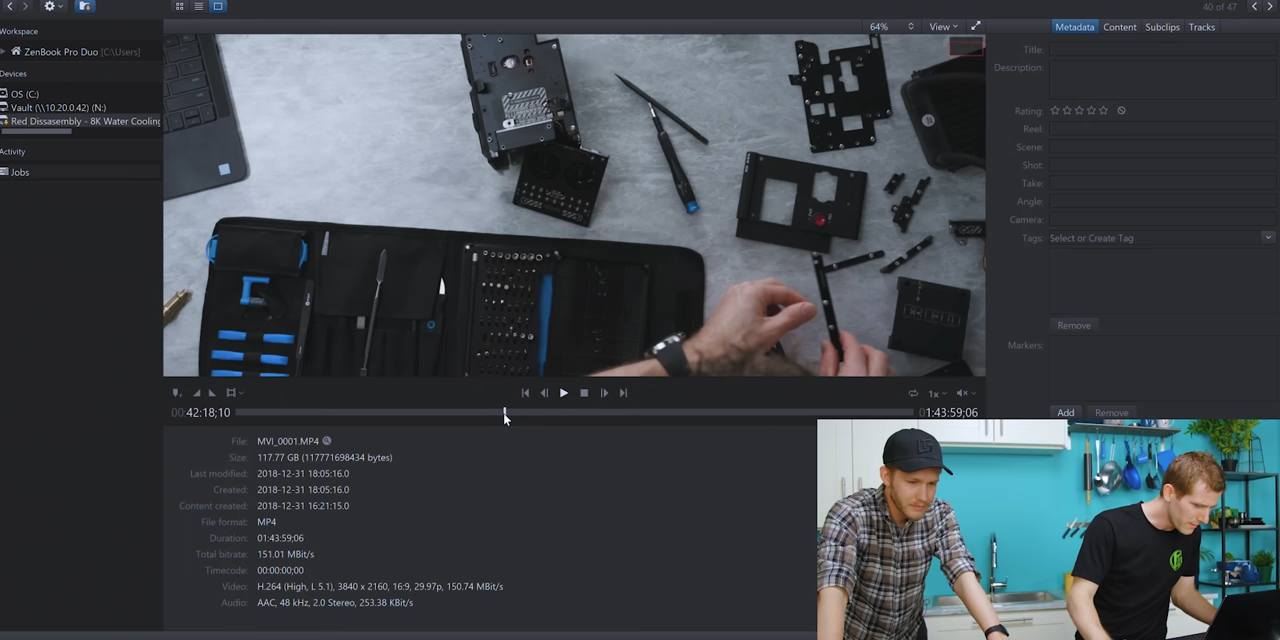 40 of 47
Workspace
64%
View
Metadata
Content
Subclips
Tracks
ZenBook Pro Duo [C:\Users]
Title:
Description:
Devices
OS (C:)
Vault (\\10.20.0.42) (N:)
Red Dissasembly - 8K Water Cooling
Rating:
Reel:
Scene:
Activity
Jobs
Shot:
Take:
Angle:
Camera:
Tags: Select or Create Tag
Remove
Markers:
1x
00:42:18;10
01:43:59;06
Add
Remove
File: MVI_0001.MP4
Size: 117.77 GB (117771698434 bytes)
Last modified: 2018-12-31 18:05:16.0
Created: 2018-12-31 18:05:16.0
Content created: 2018-12-31 16:21:15.0
File format: MP4
Duration: 01:43:59;06
Total bitrate: 151.01 MBit/s
Timecode: 00:00:00;00
Video: H.264 (High, L 5.1), 3840 x 2160, 16:9, 29.97p, 150.74 MBit/s
Audio: AAC, 48 kHz, 2.0 Stereo, 253.38 KBit/s